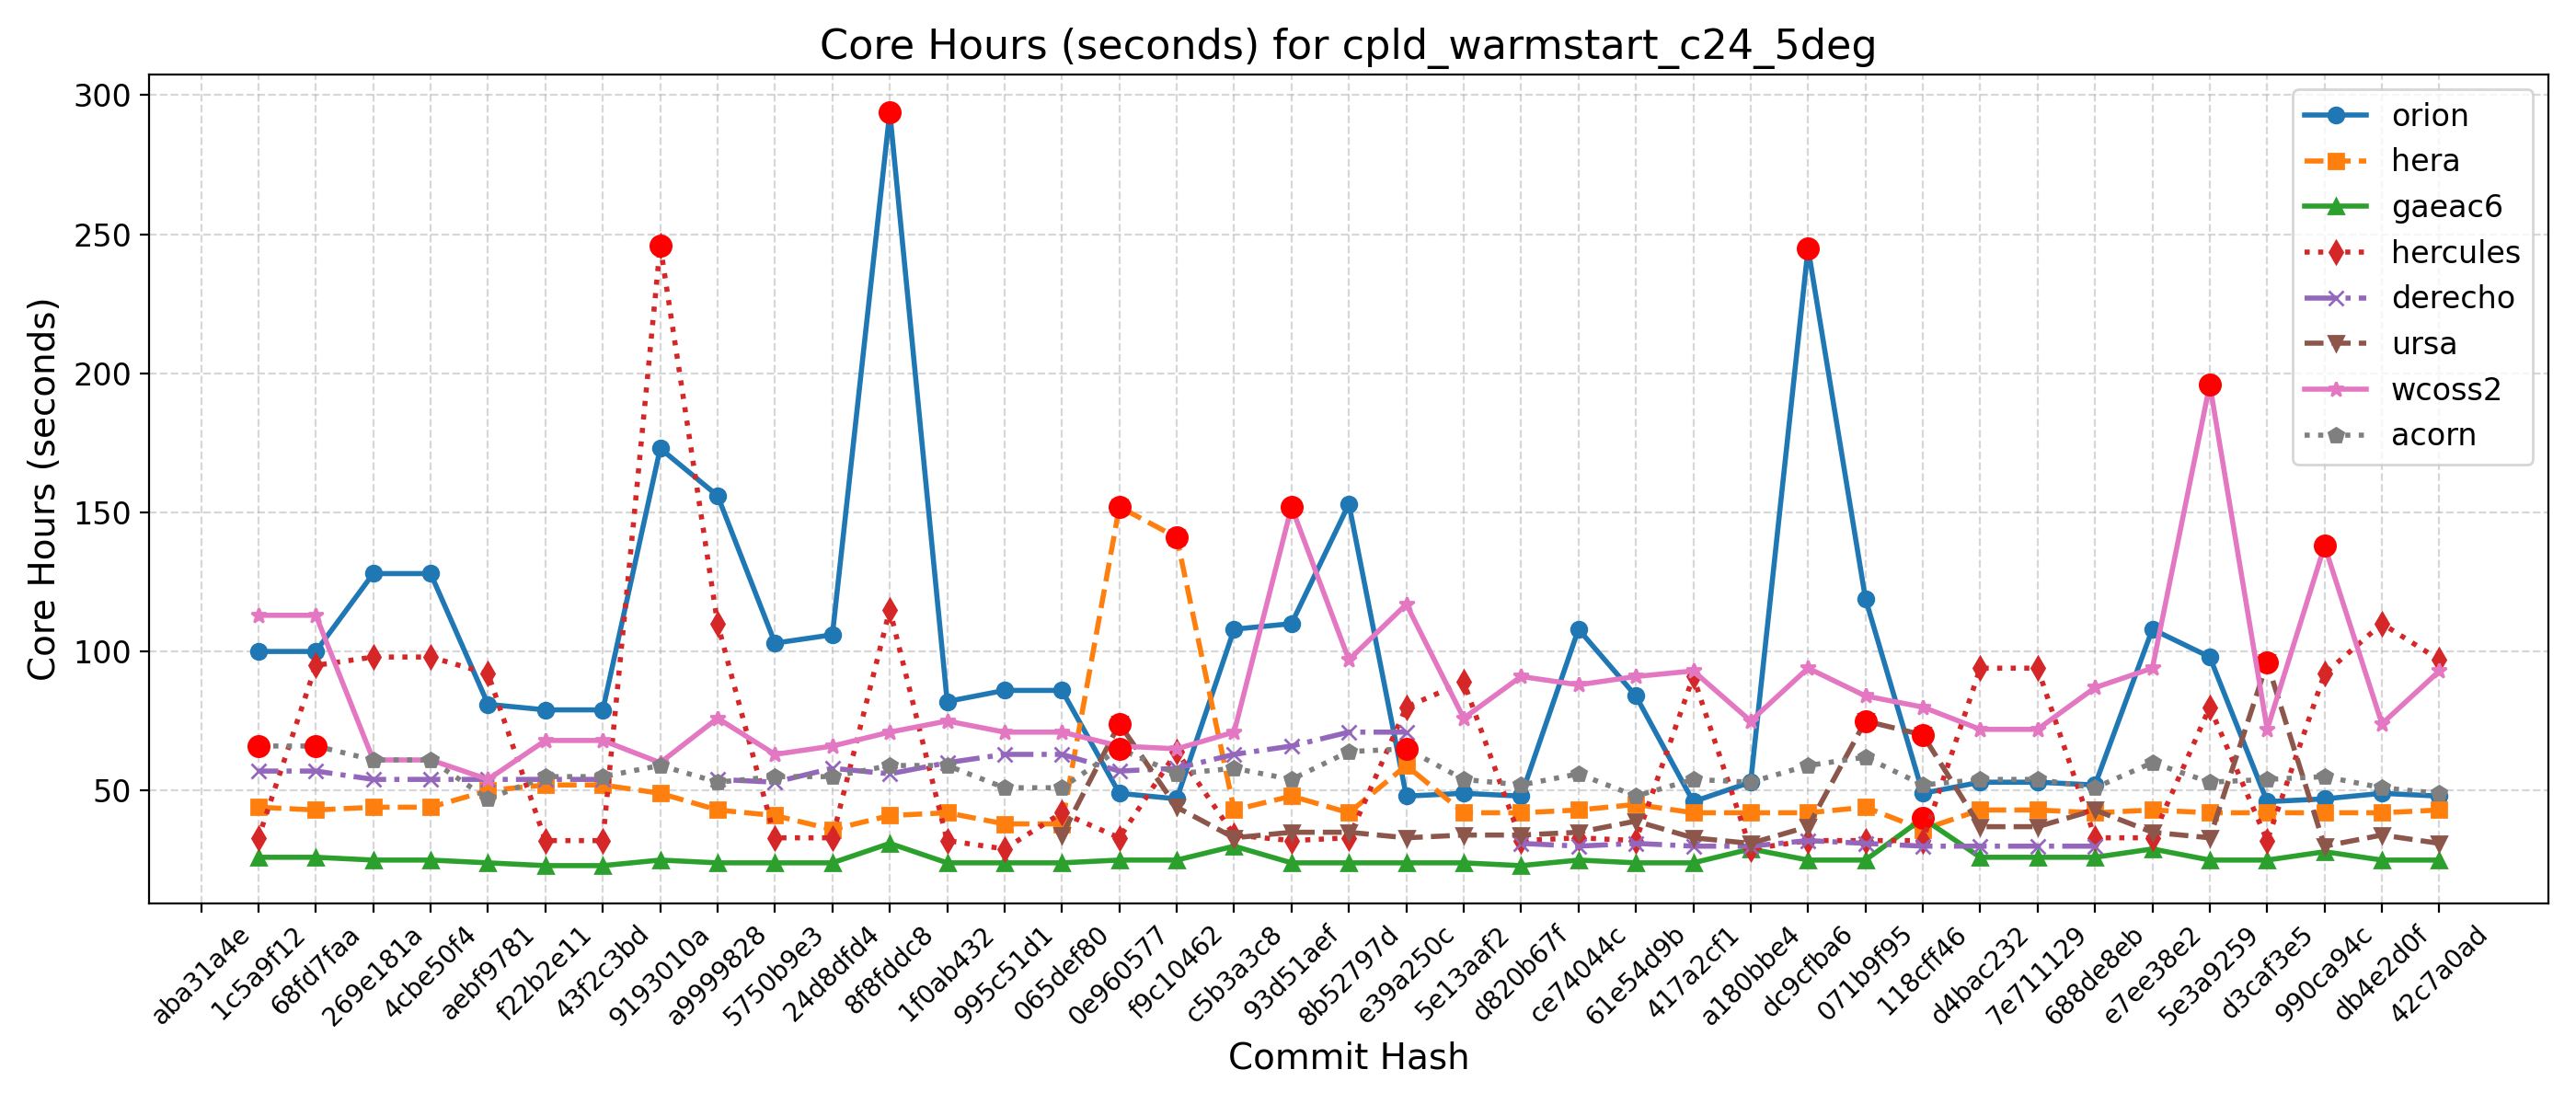 Core Hours (seconds) for cpld_warmstart_c24_5deg
Core Hours (seconds)
300
250
200
150
100
50
orion
hera
gaeac6
hercules
derecho
ursa
wcoss2
acorn
aba31a4e
1c5a9f12
68fd7faa
269e181a
4cbe50f4
aebf9781
f22b2e11
43f2c3bd
9193010a
a9999828
5750b9e3
24d8dfd4
8f8fddc8
1f0ab432
995c51d1
065def80
0e960577
f9c10462
c5b3a3c8
93d51aef
8b52797d
e39a250c
5e13aaf2
d820b67f
ce74044c
61e54d9b
417a2cf1
a180bbe4
dc9cfba6
071b9f95
118cff46
d4bac232
7e711129
688de8eb
e7ee38e2
5e3a9259
d3caf3e5
990ca94c
db4e2d0f
42c7a0ad
Commit Hash